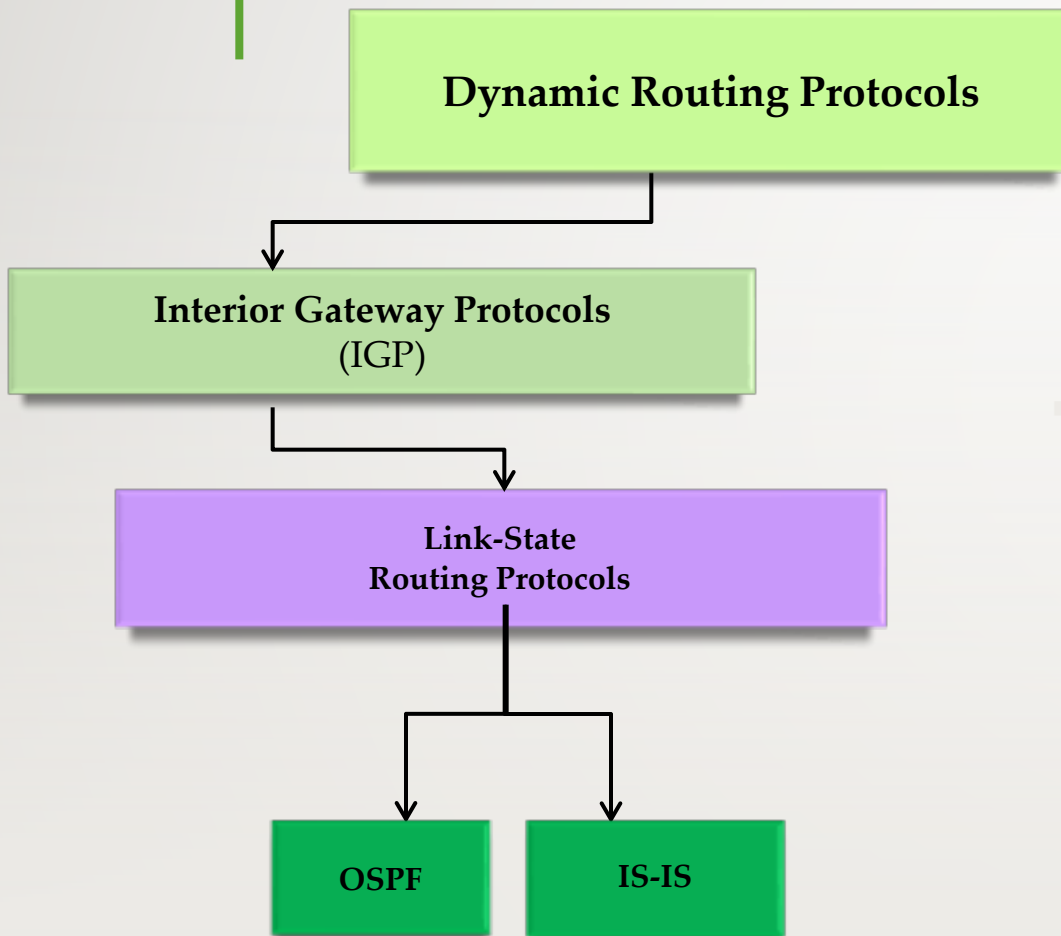 Dynamic Routing Protocols
Interior Gateway Protocols
(IGP)
Link-State
Routing Protocols
OSPF
IS-IS